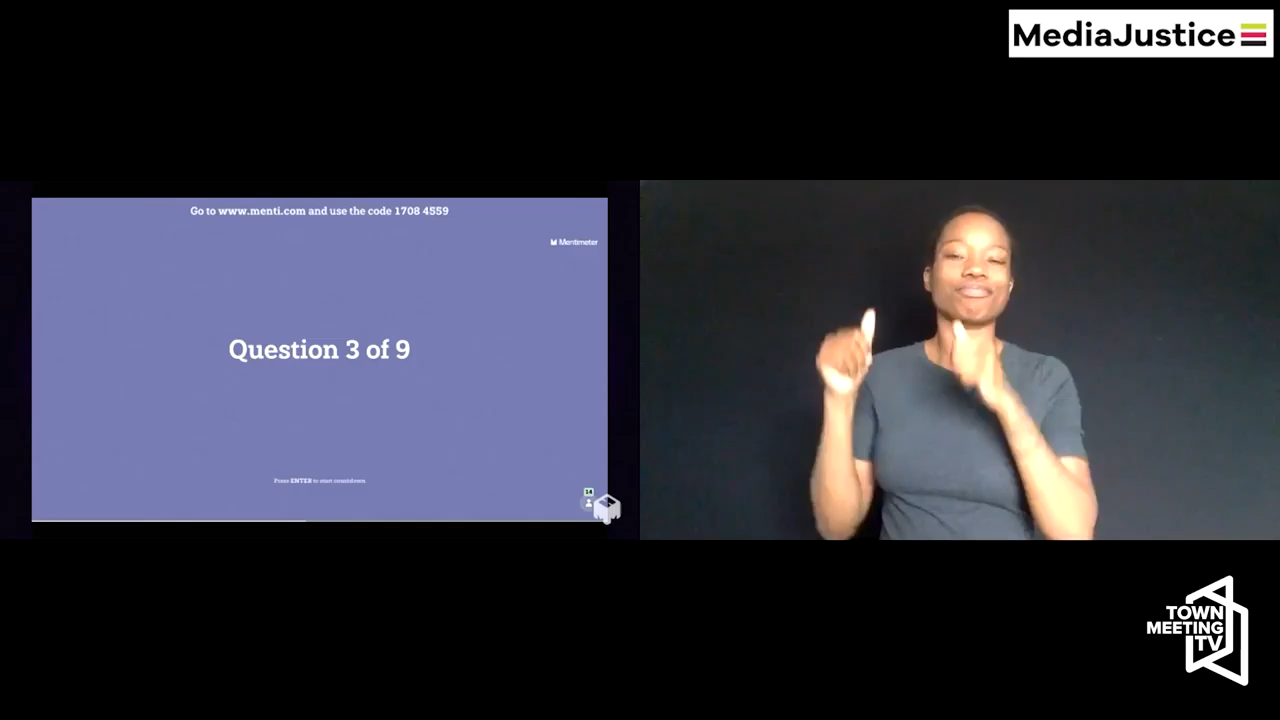 MediaJustice
Go to www.menti.com and use the code 1708 4559
Mentimeter
Question 3 of 9
Press ENTER to start countdown
14
TOWN
MEETING
TV